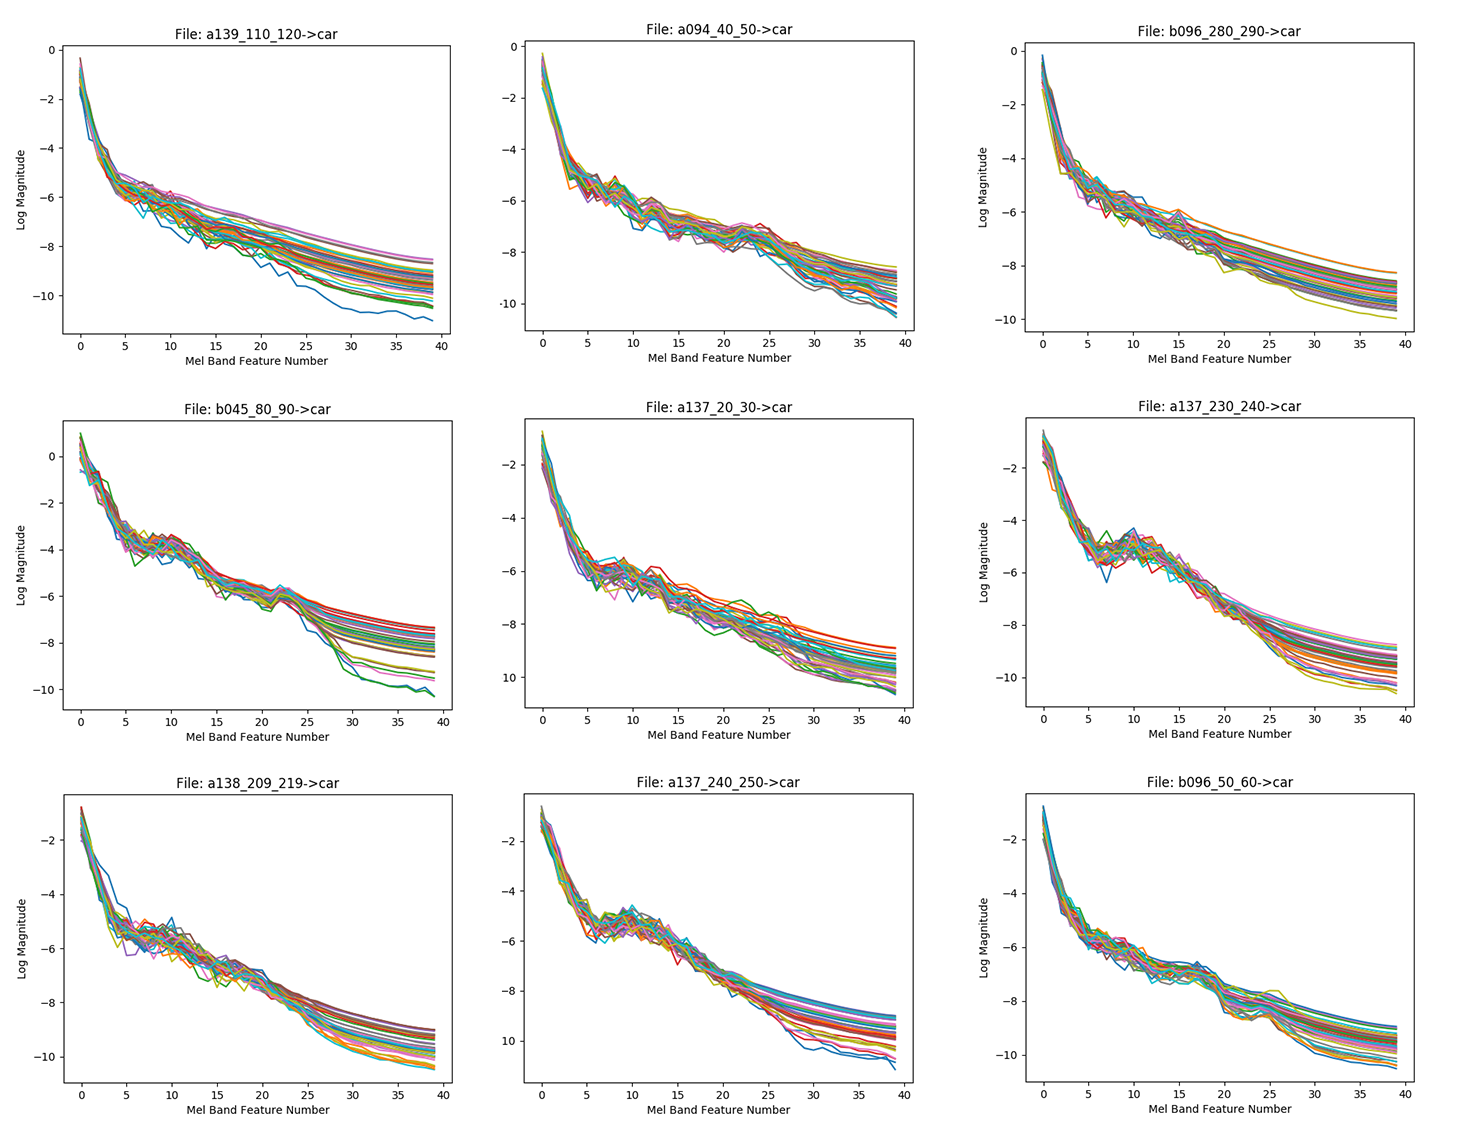 File: a139_110_120->car
0
−2
−4
−6
−8
−10
Log Magnitude
0 5 10 15 20 25 30 35 40
Mel Band Feature Number
File: a094_40_50->car
0
−2
−4
−6
−8
−10
0 5 10 15 20 25 30 35 40
Mel Band Feature Number
File: b096_280_290->car
0
−2
−4
−6
−8
−10
Log Magnitude
0 5 10 15 20 25 30 35 40
Mel Band Feature Number
File: b045_80_90->car
0
−2
−4
−6
−8
−10
Log Magnitude
0 5 10 15 20 25 30 35 40
Mel Band Feature Number
File: a137_20_30->car
−2
−4
−6
−8
10
0 5 10 15 20 25 30 35 40
Mel Band Feature Number
File: a137_230_240->car
−2
−4
−6
−8
−10
Log Magnitude
0 5 10 15 20 25 30 35 40
Mel Band Feature Number
File: a138_209_219->car
−2
−4
−6
−8
−10
Log Magnitude
0 5 10 15 20 25 30 35 40
Mel Band Feature Number
File: a137_240_250->car
−2
−4
−6
−8
10
0 5 10 15 20 25 30 35 40
Mel Band Feature Number
File: b096_50_60->car
−2
−4
−6
−8
−10
Log Magnitude
0 5 10 15 20 25 30 35 40
Mel Band Feature Number